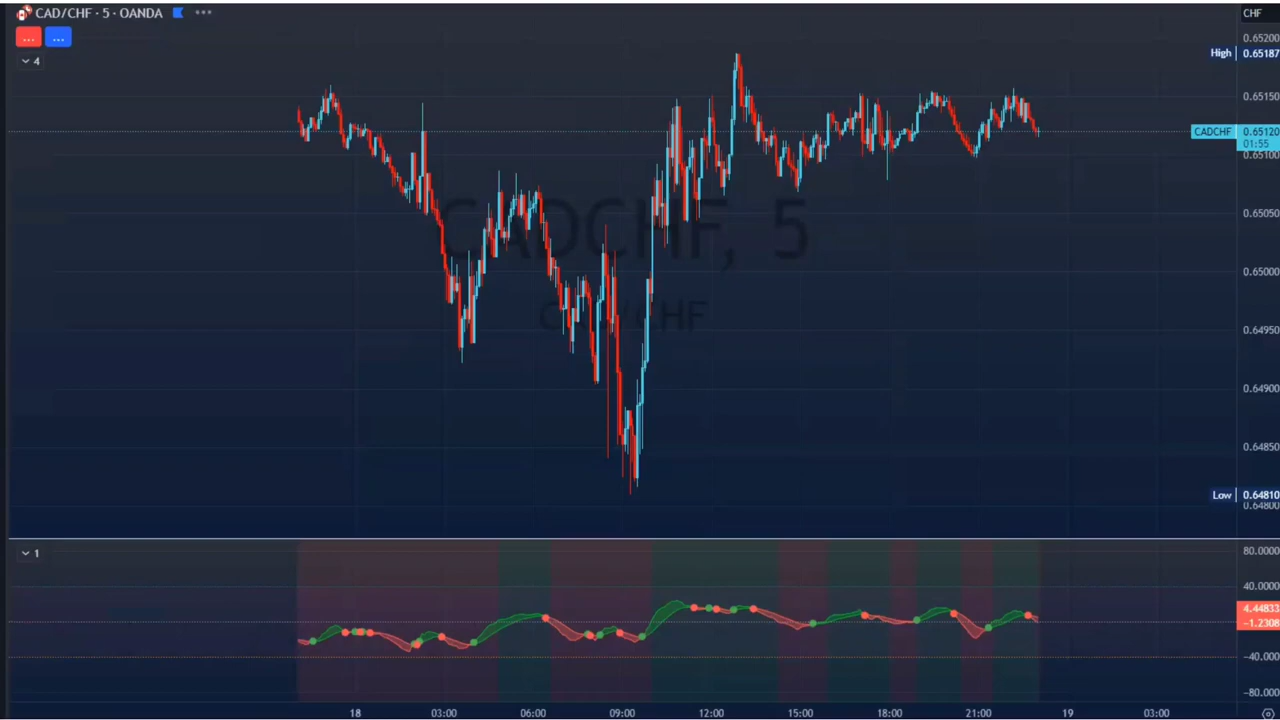 CAD/CHF · 5 · OANDA
CHF
... ...
4
0.65200
High 0.65187
0.65150
CADCHF 0.65120
01:55
0.65100
CADCHF, 5
0.65050
0.65000
CAD/CHF
0.64950
0.64900
0.64850
Low 0.64810
0.64800
1
80.0000
40.0000
4.44833
−1.2308
−40.0000
−80.0000
18 03:00 06:00 09:00 12:00 15:00 18:00 21:00 19 03:00